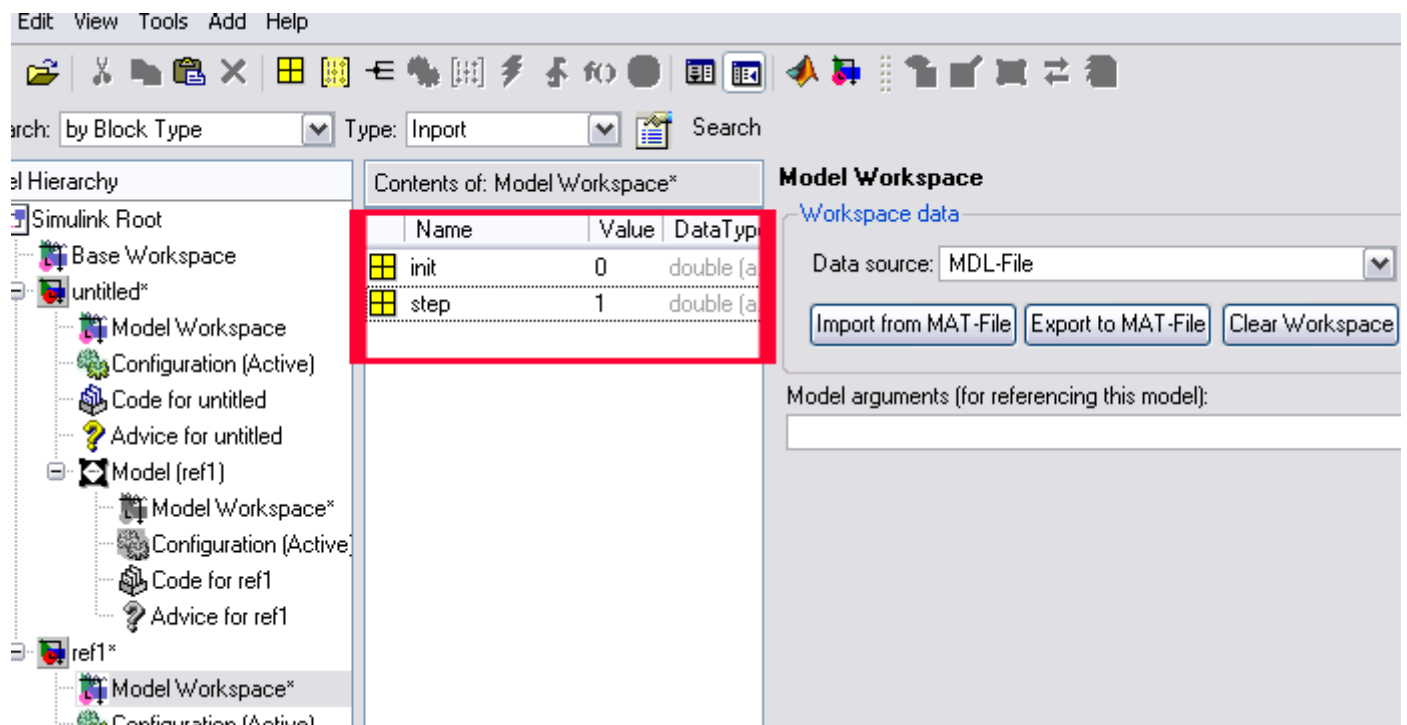 Edit View Tools Add Help
arch: by Block Type Type: Inport Search
el Hierarchy
Simulink Root
Base Workspace
untitled*
Model Workspace
Configuration (Active)
Code for untitled
Advice for untitled
Model (ref1)
Model Workspace*
Configuration (Active)
Code for ref1
Advice for ref1
ref1*
Model Workspace*
Configuration (Active)
Contents of: Model Workspace*
Name Value DataTyp
init 0 double (a
step 1 double (a
Model Workspace
Workspace data
Data source: MDL-File
Import from MAT-File Export to MAT-File Clear Workspace
Model arguments (for referencing this model):